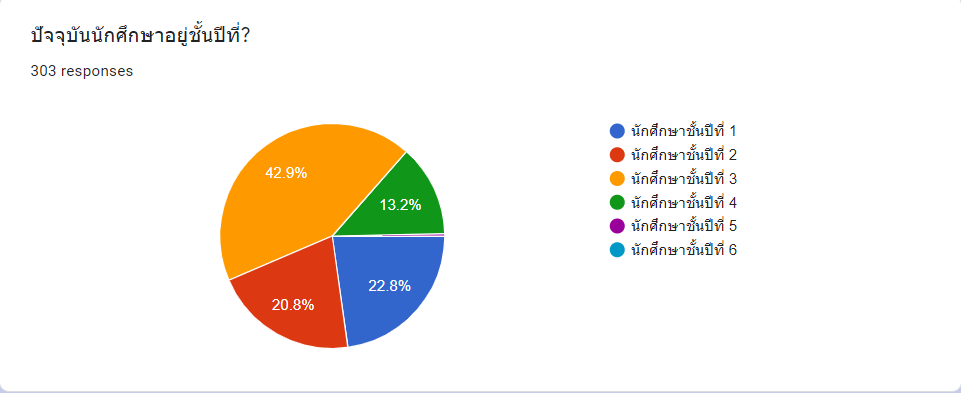 ปัจจุบันนักศึกษาอยู่ชั้นปีที่?
303 responses
42.9%
13.2%
22.8%
20.8%
นักศึกษาชั้นปีที่ 1
นักศึกษาชั้นปีที่ 2
นักศึกษาชั้นปีที่ 3
นักศึกษาชั้นปีที่ 4
นักศึกษาชั้นปีที่ 5
นักศึกษาชั้นปีที่ 6